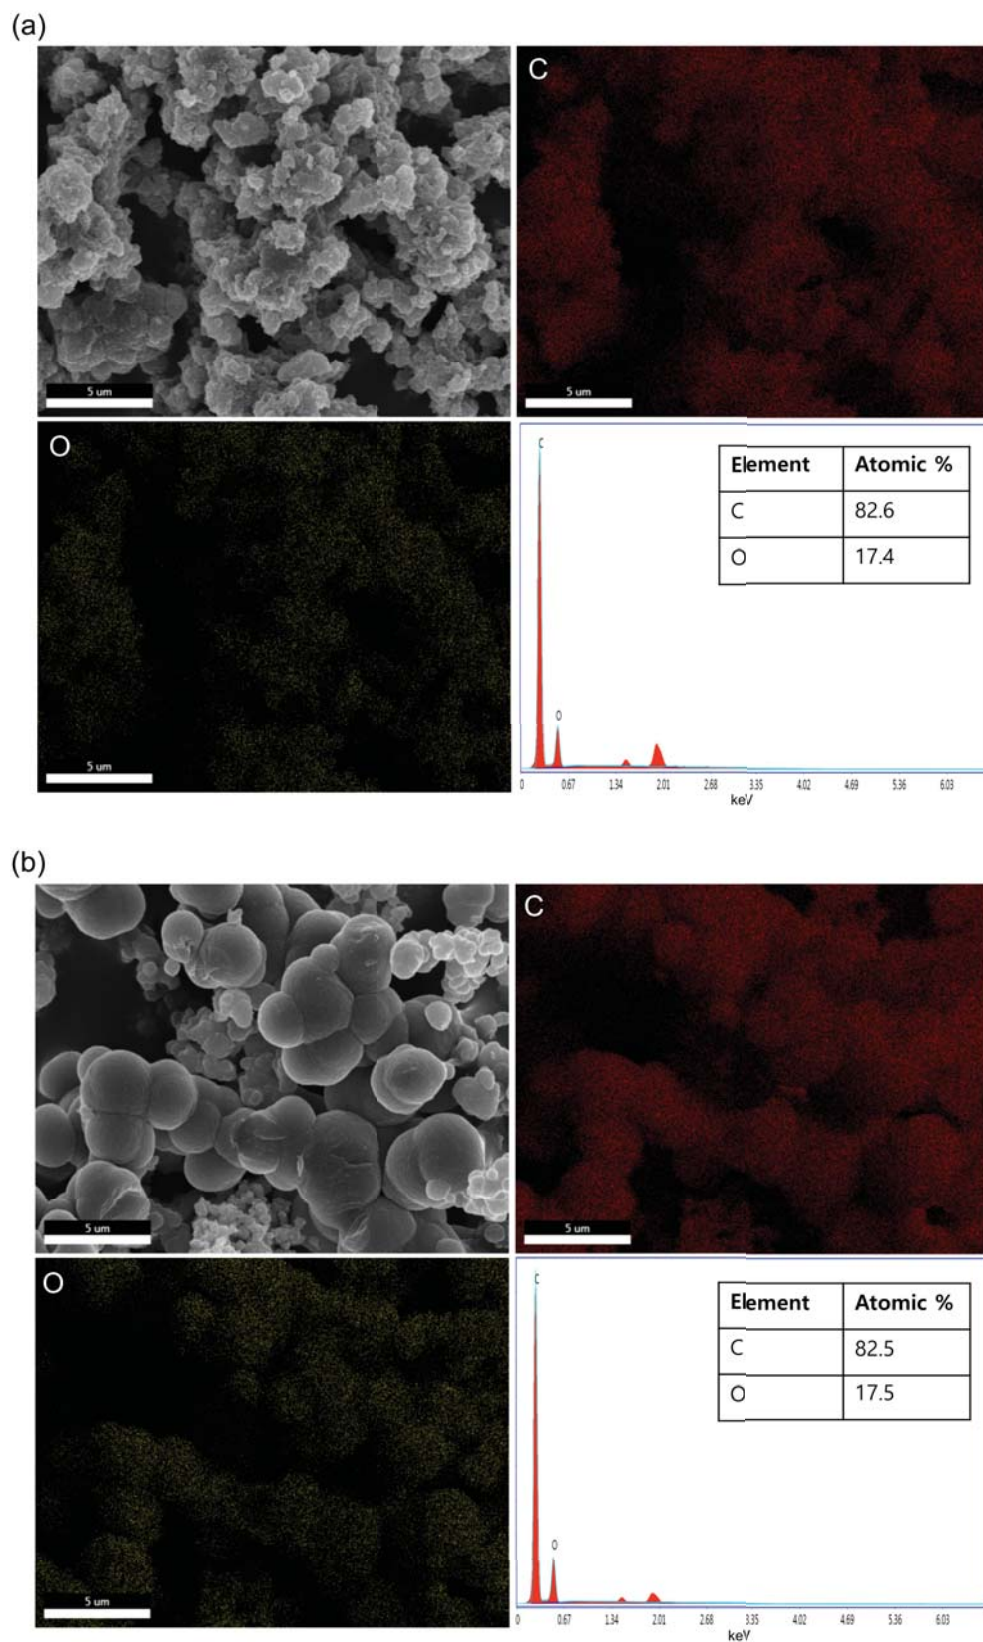 (a)
C
5 um
5 um
O
5 um
C
O
Element Atomic %
C 82.6
O 17.4
0 0.67 1.34 2.01 2.68 3.35 4.02 4.69 5.36 6.03
keV
(b)
C
5 um
5 um
O
5 um
C
O
Element Atomic %
C 82.5
O 17.5
0 0.67 1.34 2.01 2.68 3.35 4.02 4.69 5.36 6.03
keV